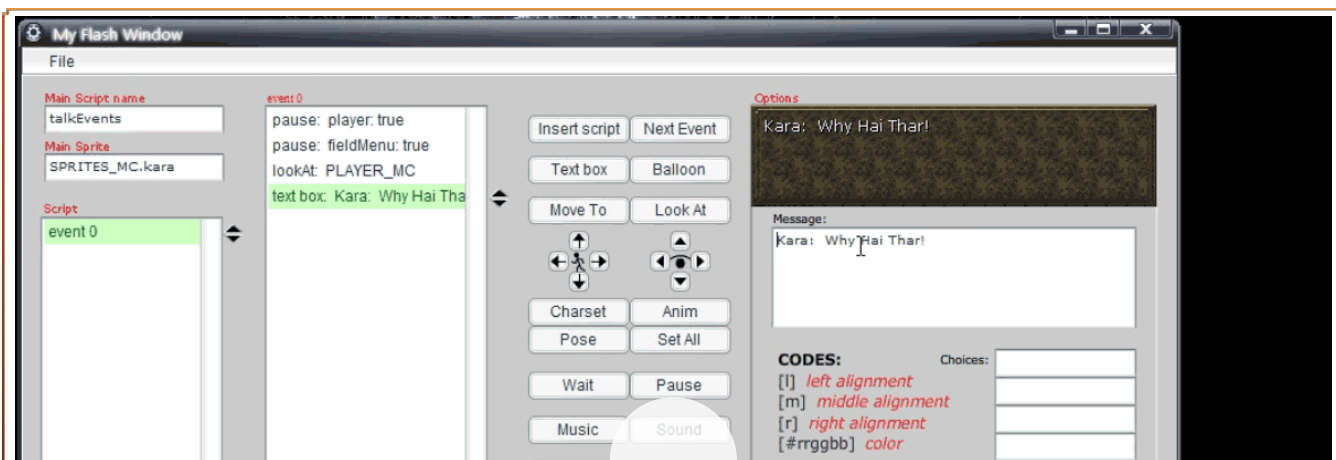 My Flash Window
File
Main Script name
talkEvents
Main Sprite
SPRITES_MC.kara
Script
event 0
event 0
pause: player: true
pause: fieldMenu: true
lookAt: PLAYER_MC
text box: Kara: Why Hai Tha
Insert script Next Event
Text box Balloon
Move To Look At
Charset Anim
Pose Set All
Wait Pause
Music Sound
Options
Kara: Why Hai Thar!
Message:
Kara: Why Hai Thar!
CODES: Choices:
[l] left alignment
[m] middle alignment
[r] right alignment
[#rrggbb] color